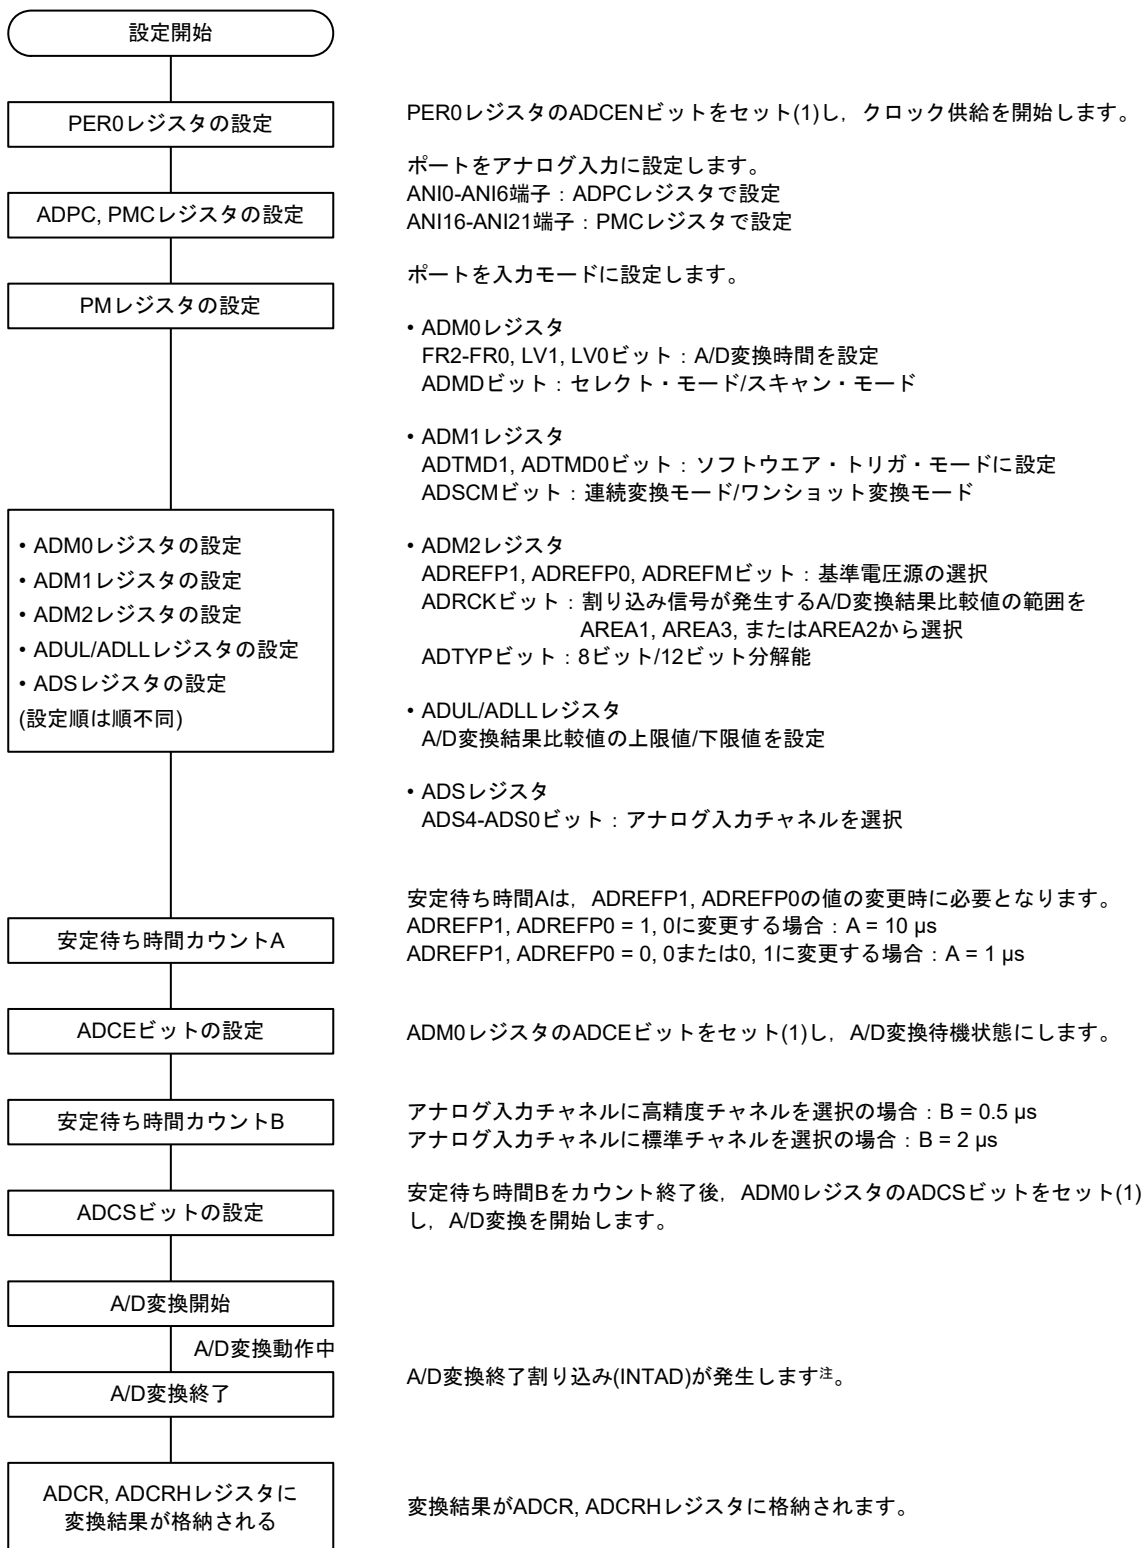 設定開始
PER0レジスタの設定
PER0レジスタのADCENビットをセット(1)し，クロック供給を開始します。
ADPC, PMCレジスタの設定
ポートをアナログ入力に設定します。
ANI0-ANI6端子：ADPCレジスタで設定
ANI16-ANI21端子：PMCレジスタで設定
PMレジスタの設定
ポートを入力モードに設定します。
• ADM0レジスタの設定
• ADM1レジスタの設定
• ADM2レジスタの設定
• ADUL/ADLLレジスタの設定
• ADSレジスタの設定
(設定順は順不同)
• ADM0レジスタ
FR2-FR0, LV1, LV0ビット：A/D変換時間を設定
ADMDビット：セレクト・モード/スキャン・モード
• ADM1レジスタ
ADTMD1, ADTMD0ビット：ソフトウエア・トリガ・モードに設定
ADSCMビット：連続変換モード/ワンショット変換モード
• ADM2レジスタ
ADREFP1, ADREFP0, ADREFMビット：基準電圧源の選択
ADRCKビット：割り込み信号が発生するA/D変換結果比較値の範囲を
AREA1, AREA3, またはAREA2から選択
ADTYPビット：8ビット/12ビット分解能
• ADUL/ADLLレジスタ
A/D変換結果比較値の上限値/下限値を設定
• ADSレジスタ
ADS4-ADS0ビット：アナログ入力チャネルを選択
安定待ち時間カウントA
安定待ち時間Aは，ADREFP1, ADREFP0の値の変更時に必要となります。
ADREFP1, ADREFP0 = 1, 0に変更する場合：A = 10 µs
ADREFP1, ADREFP0 = 0, 0または0, 1に変更する場合：A = 1 µs
ADCEビットの設定
ADM0レジスタのADCEビットをセット(1)し，A/D変換待機状態にします。
安定待ち時間カウントB
アナログ入力チャネルに高精度チャネルを選択の場合：B = 0.5 µs
アナログ入力チャネルに標準チャネルを選択の場合：B = 2 µs
ADCSビットの設定
安定待ち時間Bをカウント終了後，ADM0レジスタのADCSビットをセット(1)
し，A/D変換を開始します。
A/D変換開始
A/D変換動作中
A/D変換終了
A/D変換終了割り込み(INTAD)が発生します注。
ADCR, ADCRHレジスタに
変換結果が格納される
変換結果がADCR, ADCRHレジスタに格納されます。